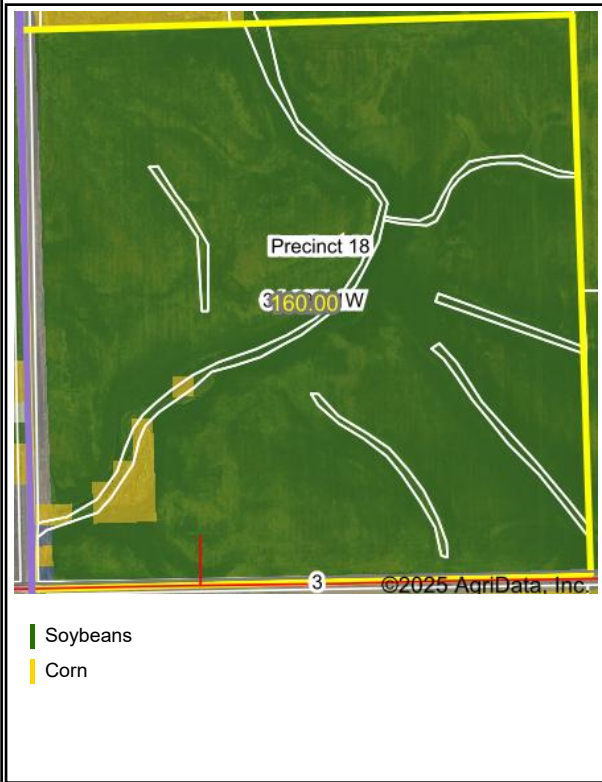 Precinct 18
160.00
3
©2025 AgriData, Inc.
Soybeans
Corn